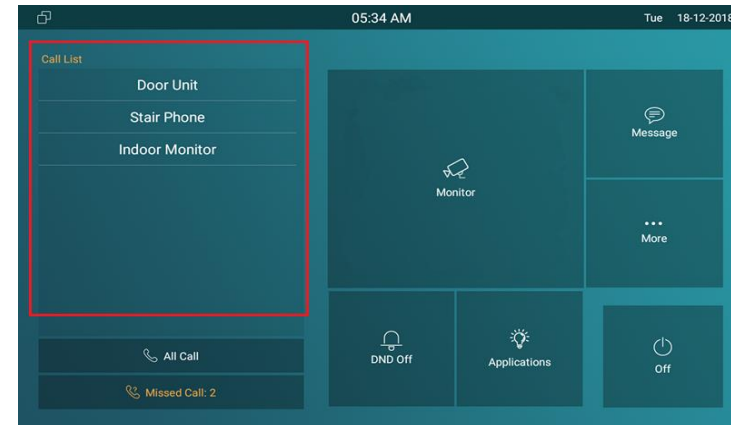 05:34 AM
Tue 18-12-2018
Call List
Door Unit
Stair Phone
Indoor Monitor
All Call
Missed Call: 2
Monitor
Message
More
DND Off
Applications
Off